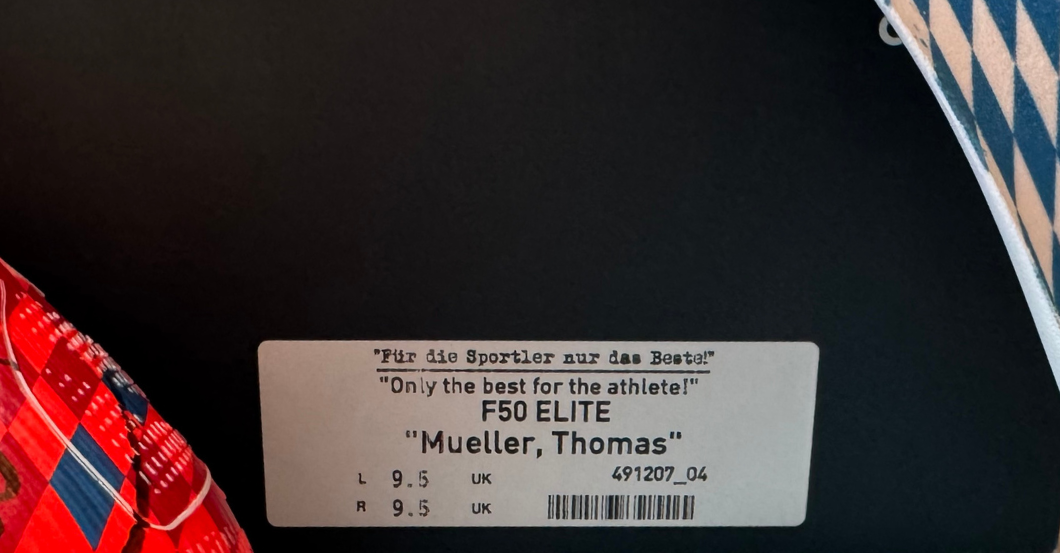 "Für die Sportler nur das Beste!"
"Only the best for the athlete!"
F50 ELITE
"Mueller, Thomas"
L 9.5 UK 491207_04
R 9.5 UK